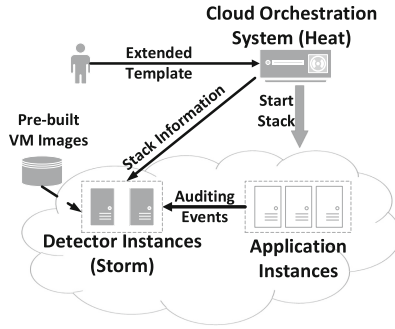 Cloud Orchestration
System (Heat)
Extended
Template
Stack Information
Start
Stack
Pre-built
VM Images
Auditing
Events
Detector Instances
(Storm)
Application
Instances